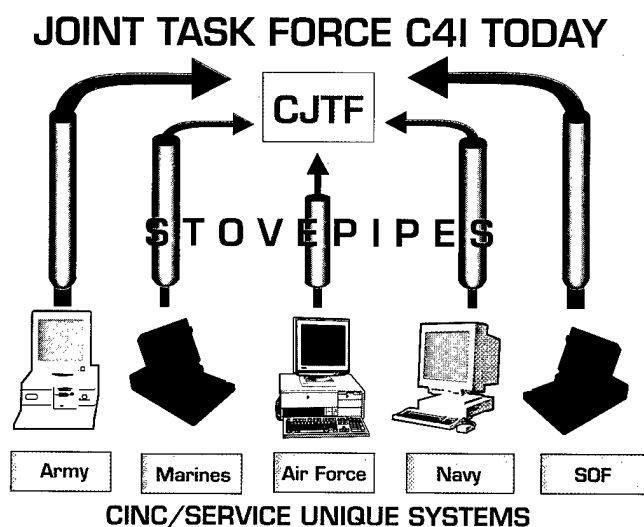 JOINT TASK FORCE C4I TODAY
CJTF
STOVEPIPES
Army
Marines
Air Force
Navy
SOF
CINC/SERVICE UNIQUE SYSTEMS